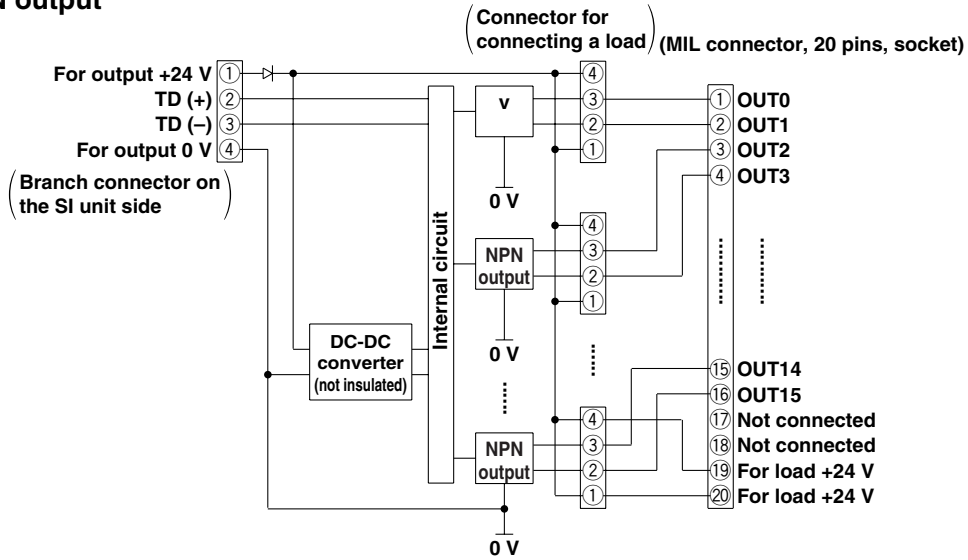 output
Connector for
connecting a load
(MIL connector, 20 pins, socket)
For output +24 V ①
TD (+) ②
TD (–) ③
For output 0 V ④
(Branch connector on
the SI unit side)
Internal circuit
DC-DC
converter
(not insulated)
v
0 V
NPN
output
0 V
NPN
output
0 V
④
③
②
①
④
③
②
①
④
③
②
①
① OUT0
② OUT1
③ OUT2
④ OUT3
⑮ OUT14
⑯ OUT15
⑰ Not connected
⑱ Not connected
⑲ For load +24 V
⑳ For load +24 V